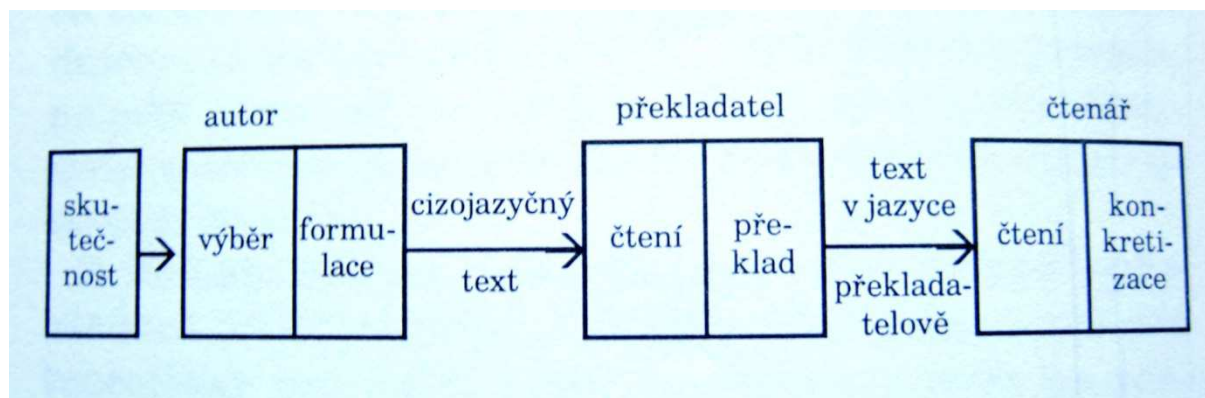 autor
překladatel
čtenář
sku-
teč-
nost
výběr
formu-
lace
cizojazyčný
text
čtení
pře-
klad
text
v jazyce
překlada-
telově
čtení
kon-
kreti-
zace